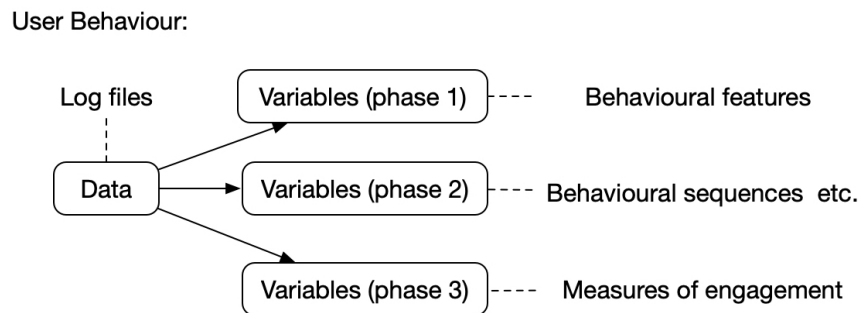 User Behaviour:
Log files
Variables (phase 1)
Behavioural features
Data
Variables (phase 2)
Behavioural sequences  etc.
Variables (phase 3)
Measures of engagement